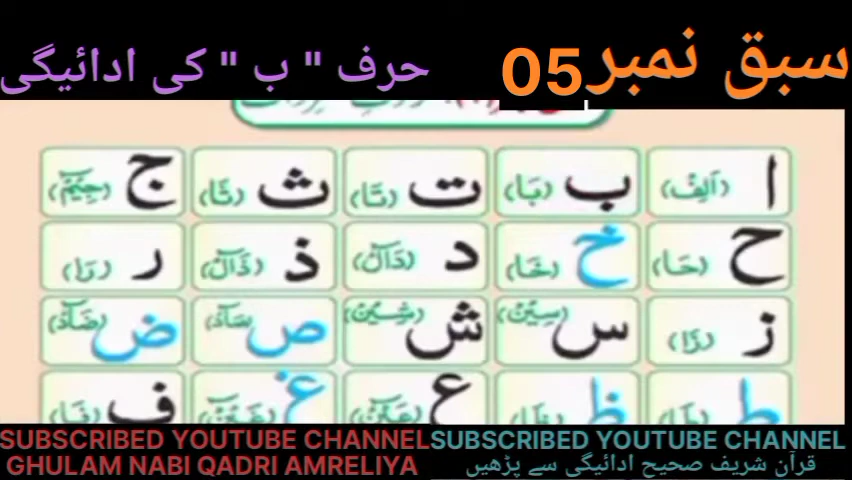 سبق نمبر05
حرف " ب " کی ادائیگی
ا (اَلِفْ) ب (بَا) ت (تَا) ث (ثَا) ج (جِیْمْ)
ح (حَا) خ (خَا) د (دَالْ) ذ (ذَالْ) ر (رَا)
ز (زَا) س (سِیْنْ) ش (شِیْنْ) ص (صَادْ) ض (ضَادْ)
ط (طَا) ظ (ظَا) ع (عَیْنْ) غ (غَیْنْ) ف (فَا)
SUBSCRIBED YOUTUBE CHANNEL
GHULAM NABI QADRI AMRELIYA
SUBSCRIBED YOUTUBE CHANNEL
قرآن شریف صحیح ادائیگی سے پڑھیں